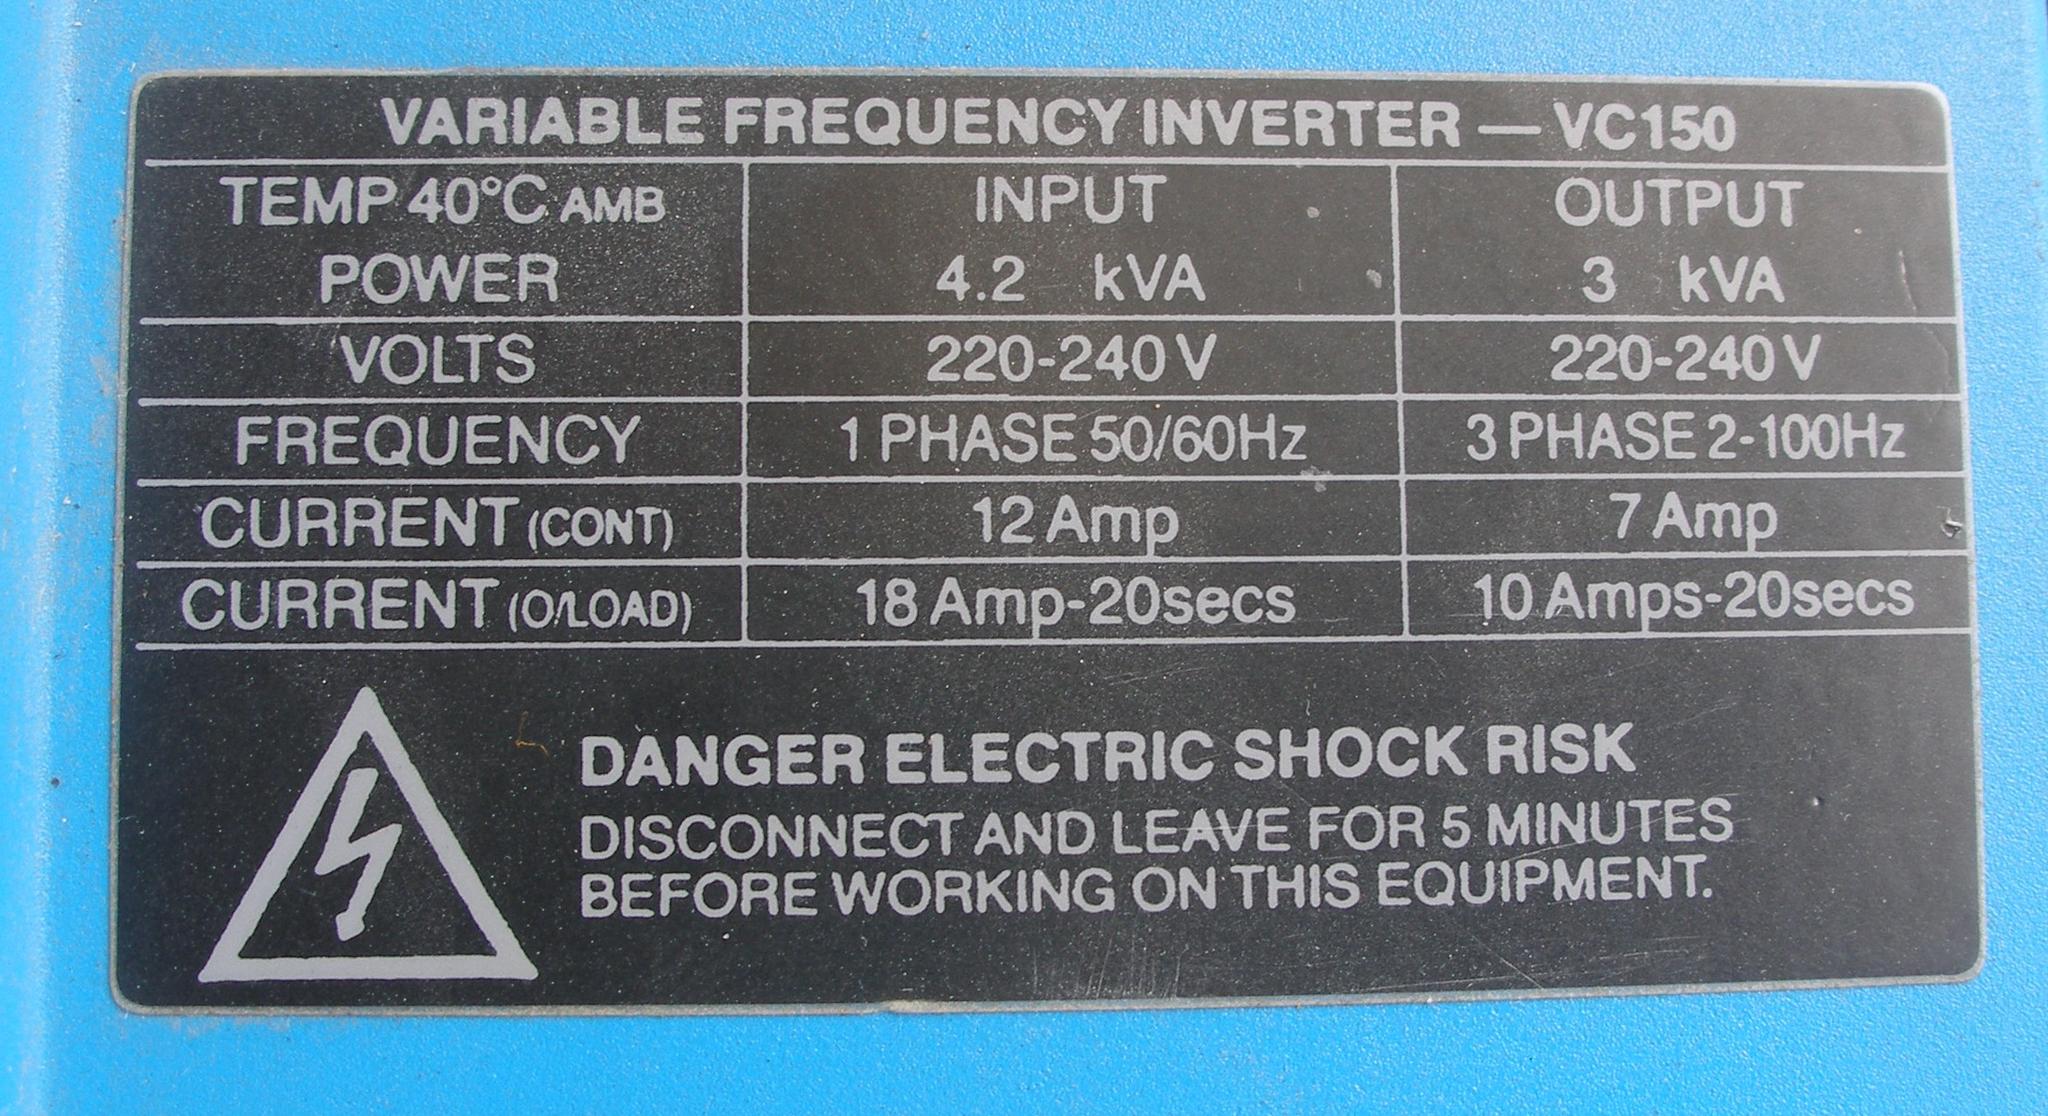 VARIABLE FREQUENCY INVERTER — VC150
TEMP 40°C AMB INPUT OUTPUT
POWER 4.2 kVA 3 kVA
VOLTS 220-240 V 220-240 V
FREQUENCY 1 PHASE 50/60Hz 3 PHASE 2-100Hz
CURRENT (CONT) 12 Amp 7 Amp
CURRENT (O/LOAD) 18 Amp-20secs 10 Amps-20secs
DANGER ELECTRIC SHOCK RISK
DISCONNECT AND LEAVE FOR 5 MINUTES
BEFORE WORKING ON THIS EQUIPMENT.